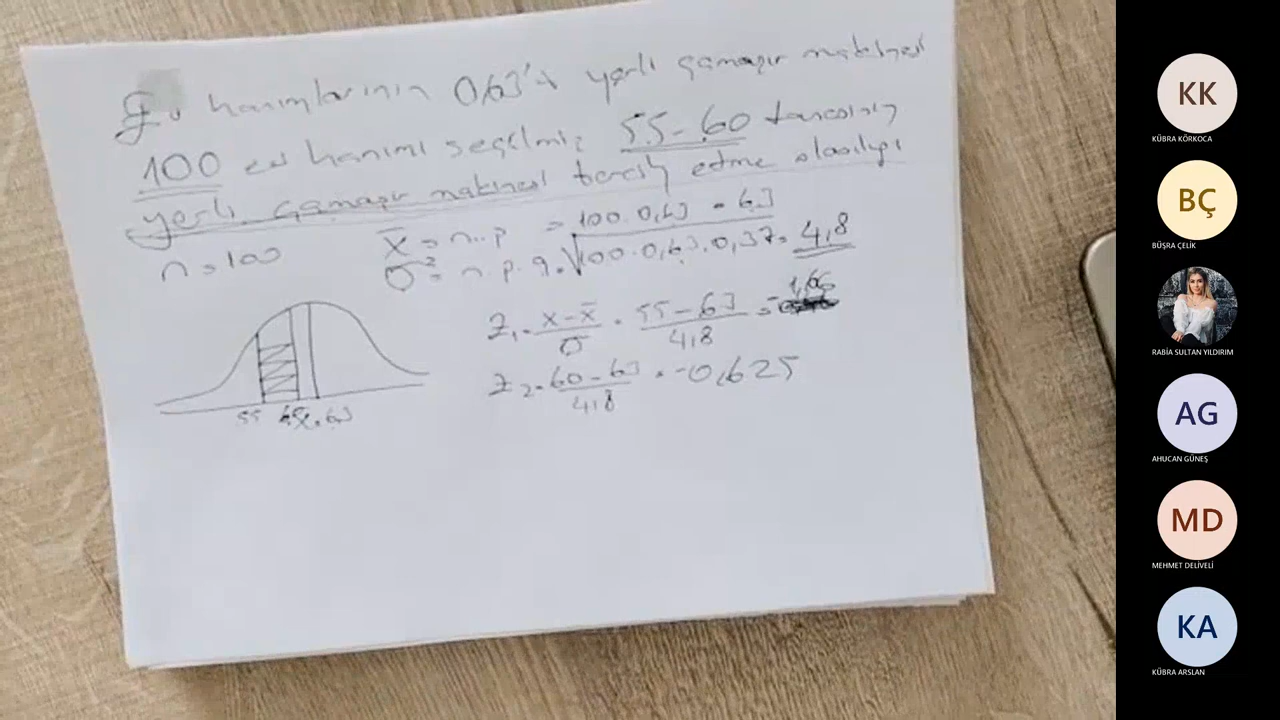 Ev hanımlarının 0,63'ü yerli çamaşır makinesi
100 ev hanımı seçilmiş 55-60 tanesinin
yerli çamaşır makinesi tercih etme olasılığı
n=100
x̄ = n.p = 100.0,63 = 63
σ² = n.p.q = √100.0,63.0,37 = 4,8
Z₁ = x-x̄/σ = 55-63/4,8 = 1,66
Z₂ = 60-63/4,8 = -0,625
55 60 x̄=63
KK
KÜBRA KÖRKOCA
BÇ
BÜŞRA ÇELİK
RABİA SULTAN YILDIRIM
AG
AHUCAN GÜNEŞ
MD
MEHMET DELİVELİ
KA
KÜBRA ARSLAN